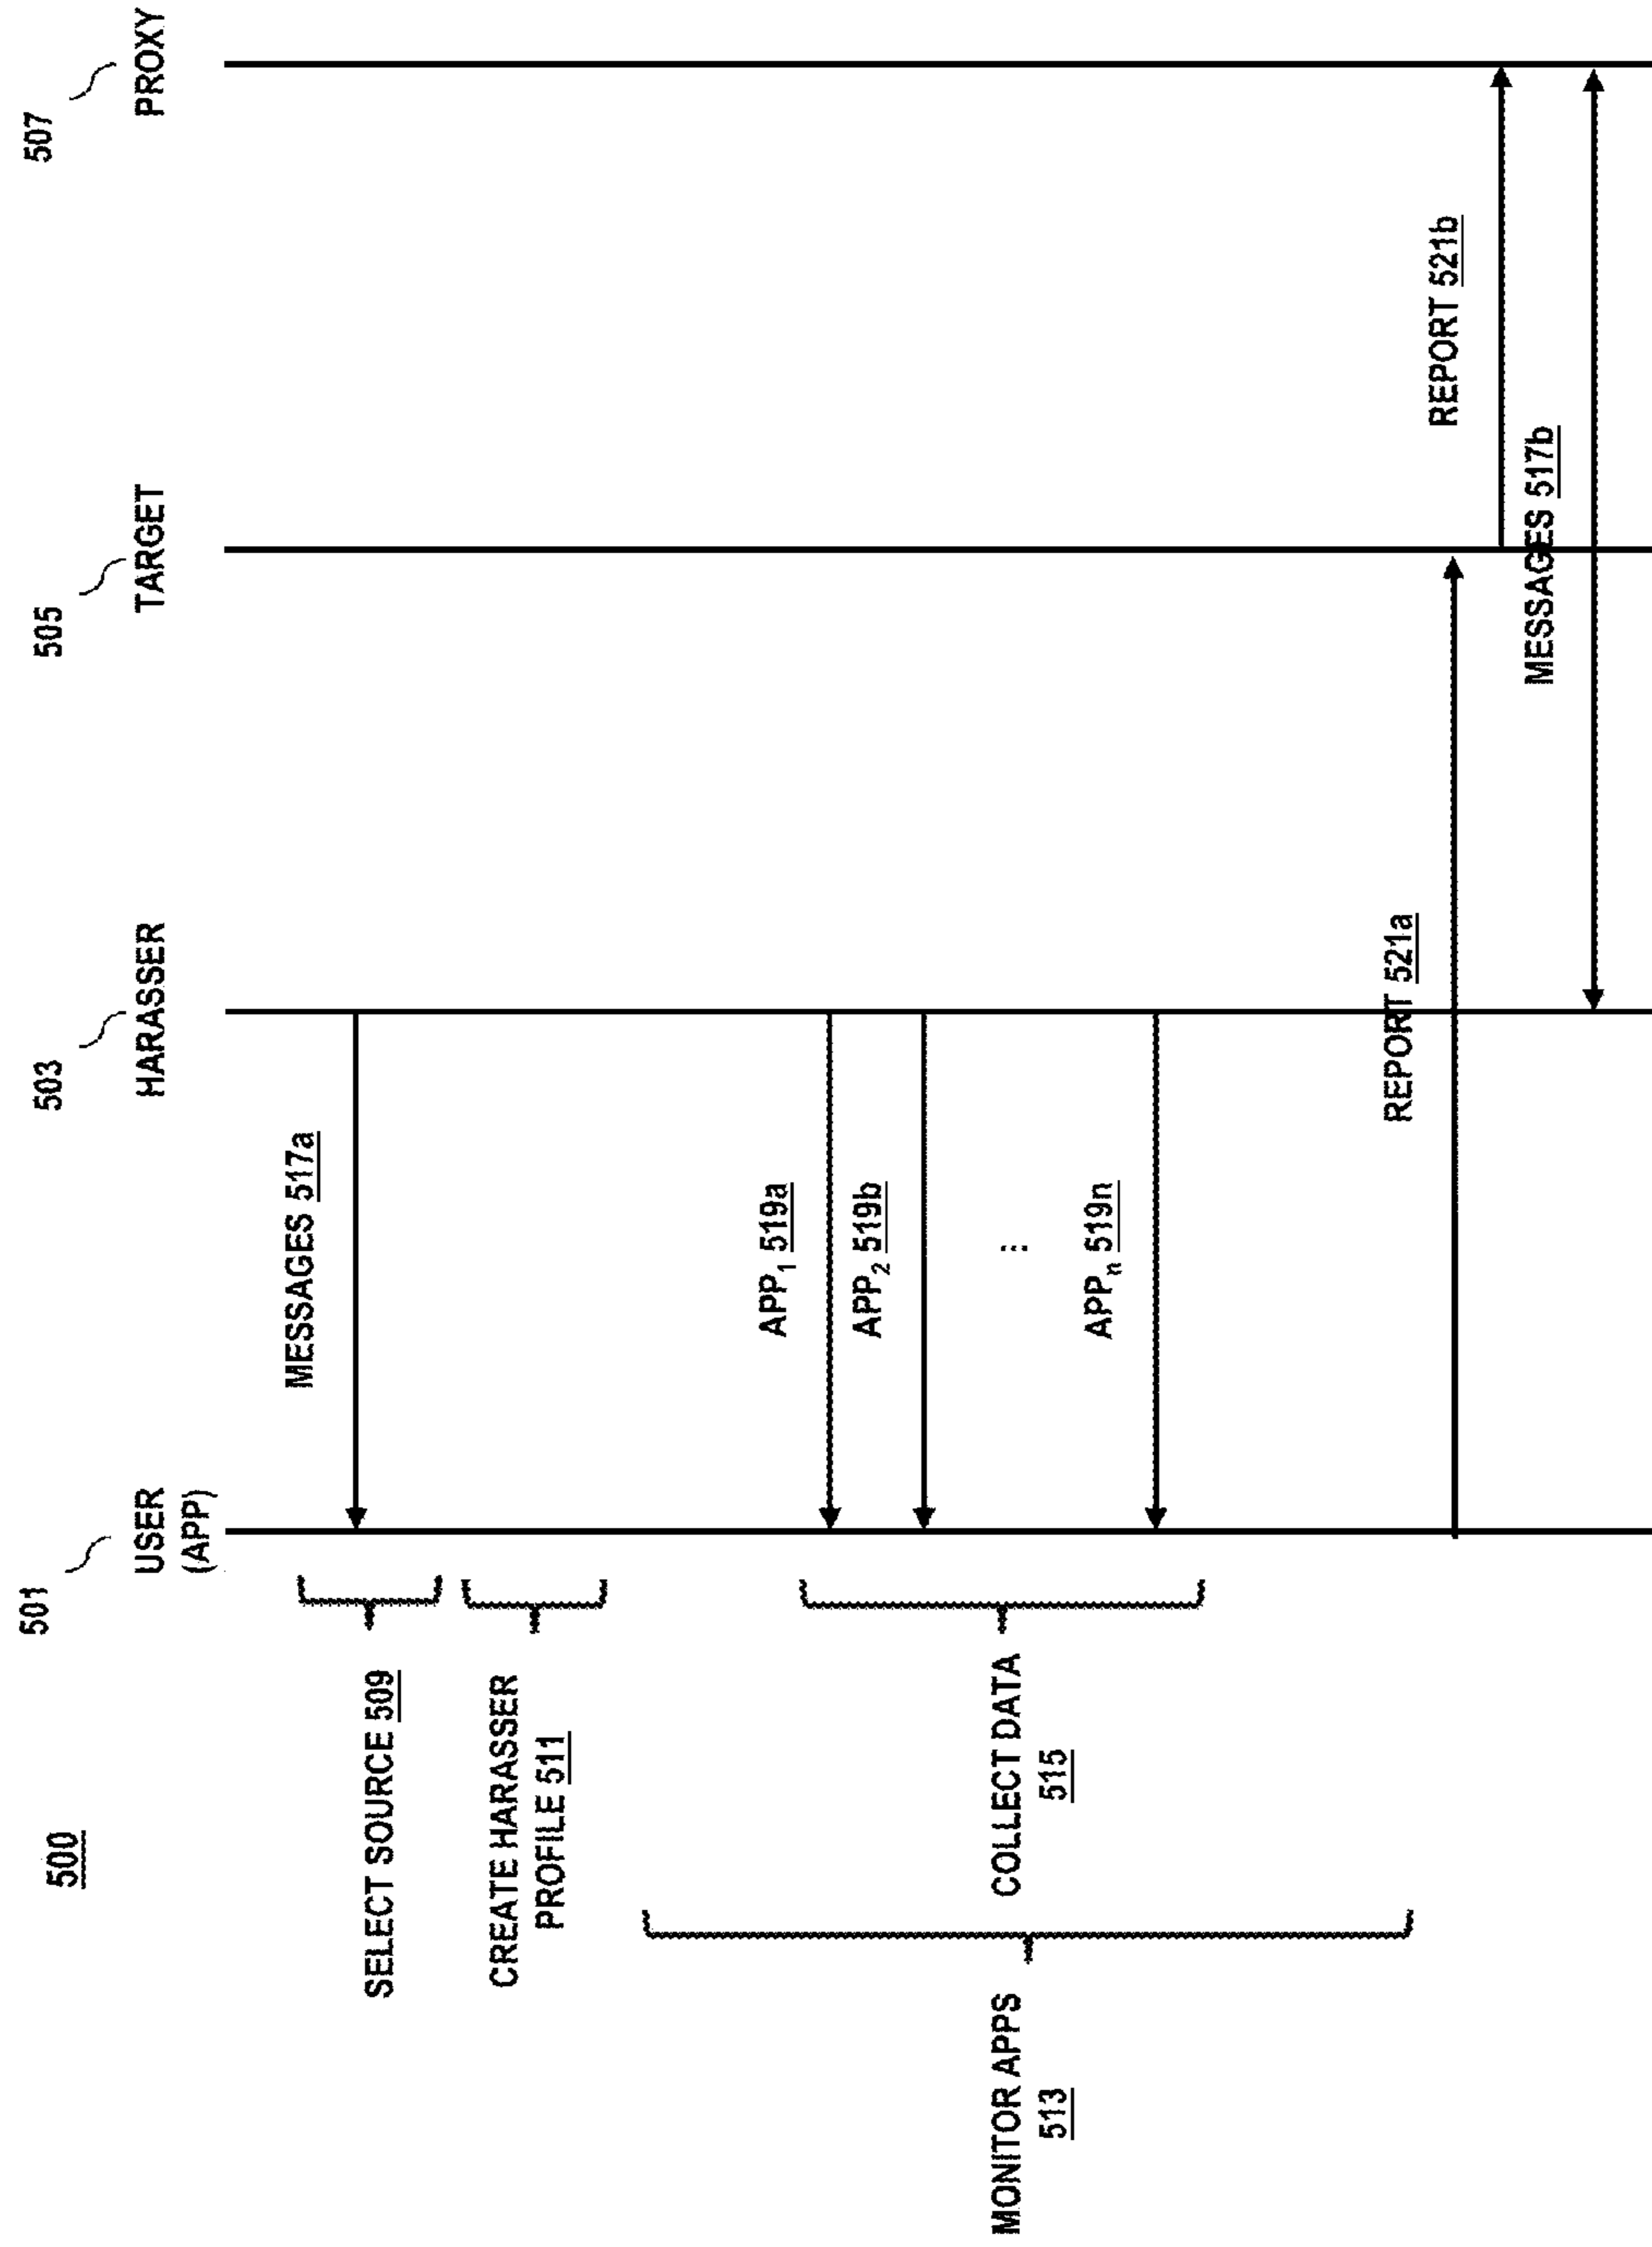 500
501
503
505
507
USER
(APP)
HARASSER
TARGET
PROXY
MESSAGES 517a
SELECT SOURCE 509
CREATE HARASSER
PROFILE 511
APP1 519a
APP2 519b
...
APPn 519n
MONITOR APPS
513
COLLECT DATA
515
REPORT 521a
REPORT 521b
MESSAGES 517b